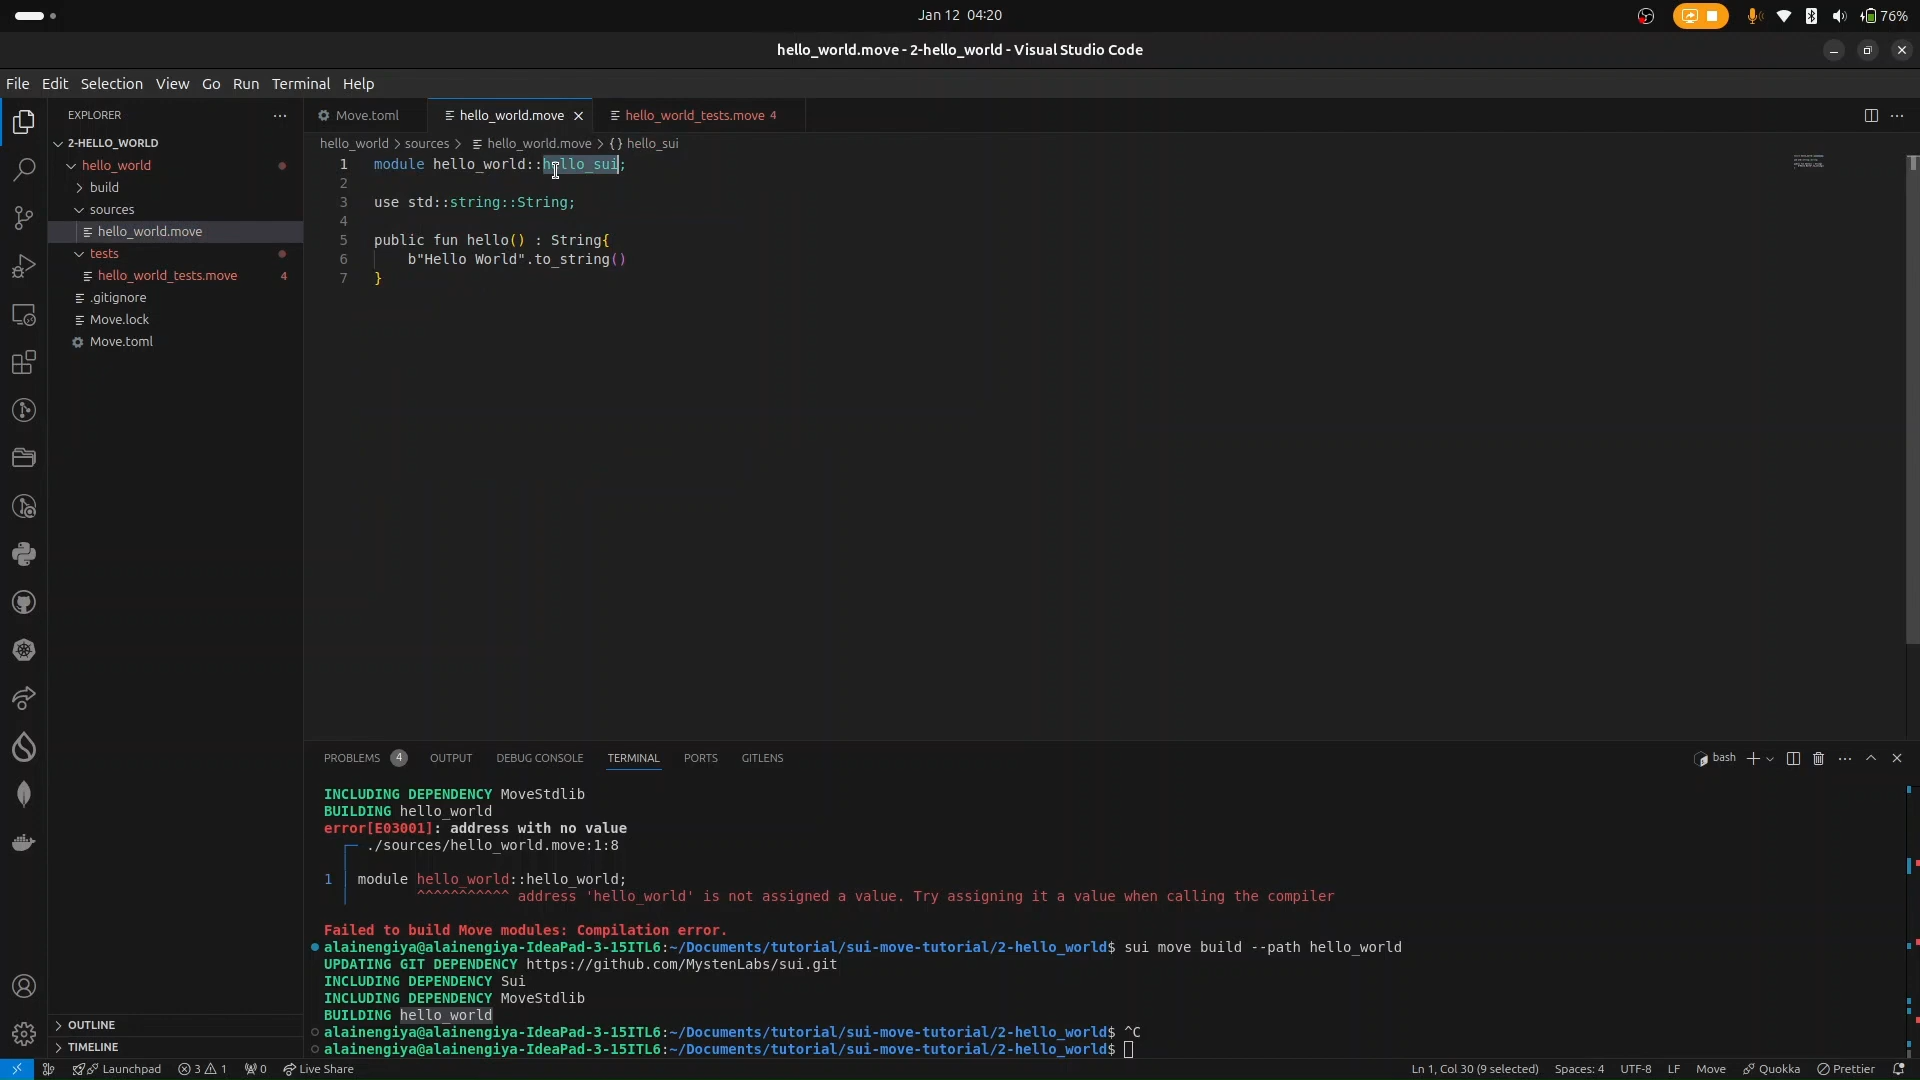 Jan 12 04:20
76%
hello_world.move - 2-hello_world - Visual Studio Code
File Edit Selection View Go Run Terminal Help
EXPLORER
2-HELLO_WORLD
hello_world
build
sources
hello_world.move
tests
hello_world_tests.move 4
.gitignore
Move.lock
Move.toml
OUTLINE
TIMELINE
Move.toml hello_world.move hello_world_tests.move 4
hello_world > sources > hello_world.move > {} hello_sui
1 module hello_world::hello_sui;
2
3 use std::string::String;
4
5 public fun hello() : String{
6 b"Hello World".to_string()
7 }
PROBLEMS 4 OUTPUT DEBUG CONSOLE TERMINAL PORTS GITLENS
bash
INCLUDING DEPENDENCY MoveStdlib
BUILDING hello_world
error[E03001]: address with no value
./sources/hello_world.move:1:8
1 module hello_world::hello_world;
^^^^^^^^^^^ address 'hello_world' is not assigned a value. Try assigning it a value when calling the compiler
Failed to build Move modules: Compilation error.
alainengiya@alainengiya-IdeaPad-3-15ITL6:~/Documents/tutorial/sui-move-tutorial/2-hello_world$ sui move build --path hello_world
UPDATING GIT DEPENDENCY https://github.com/MystenLabs/sui.git
INCLUDING DEPENDENCY Sui
INCLUDING DEPENDENCY MoveStdlib
BUILDING hello_world
alainengiya@alainengiya-IdeaPad-3-15ITL6:~/Documents/tutorial/sui-move-tutorial/2-hello_world$ ^C
alainengiya@alainengiya-IdeaPad-3-15ITL6:~/Documents/tutorial/sui-move-tutorial/2-hello_world$
Launchpad 3 1 0 Live Share Ln 1, Col 30 (9 selected) Spaces: 4 UTF-8 LF Move Quokka Prettier